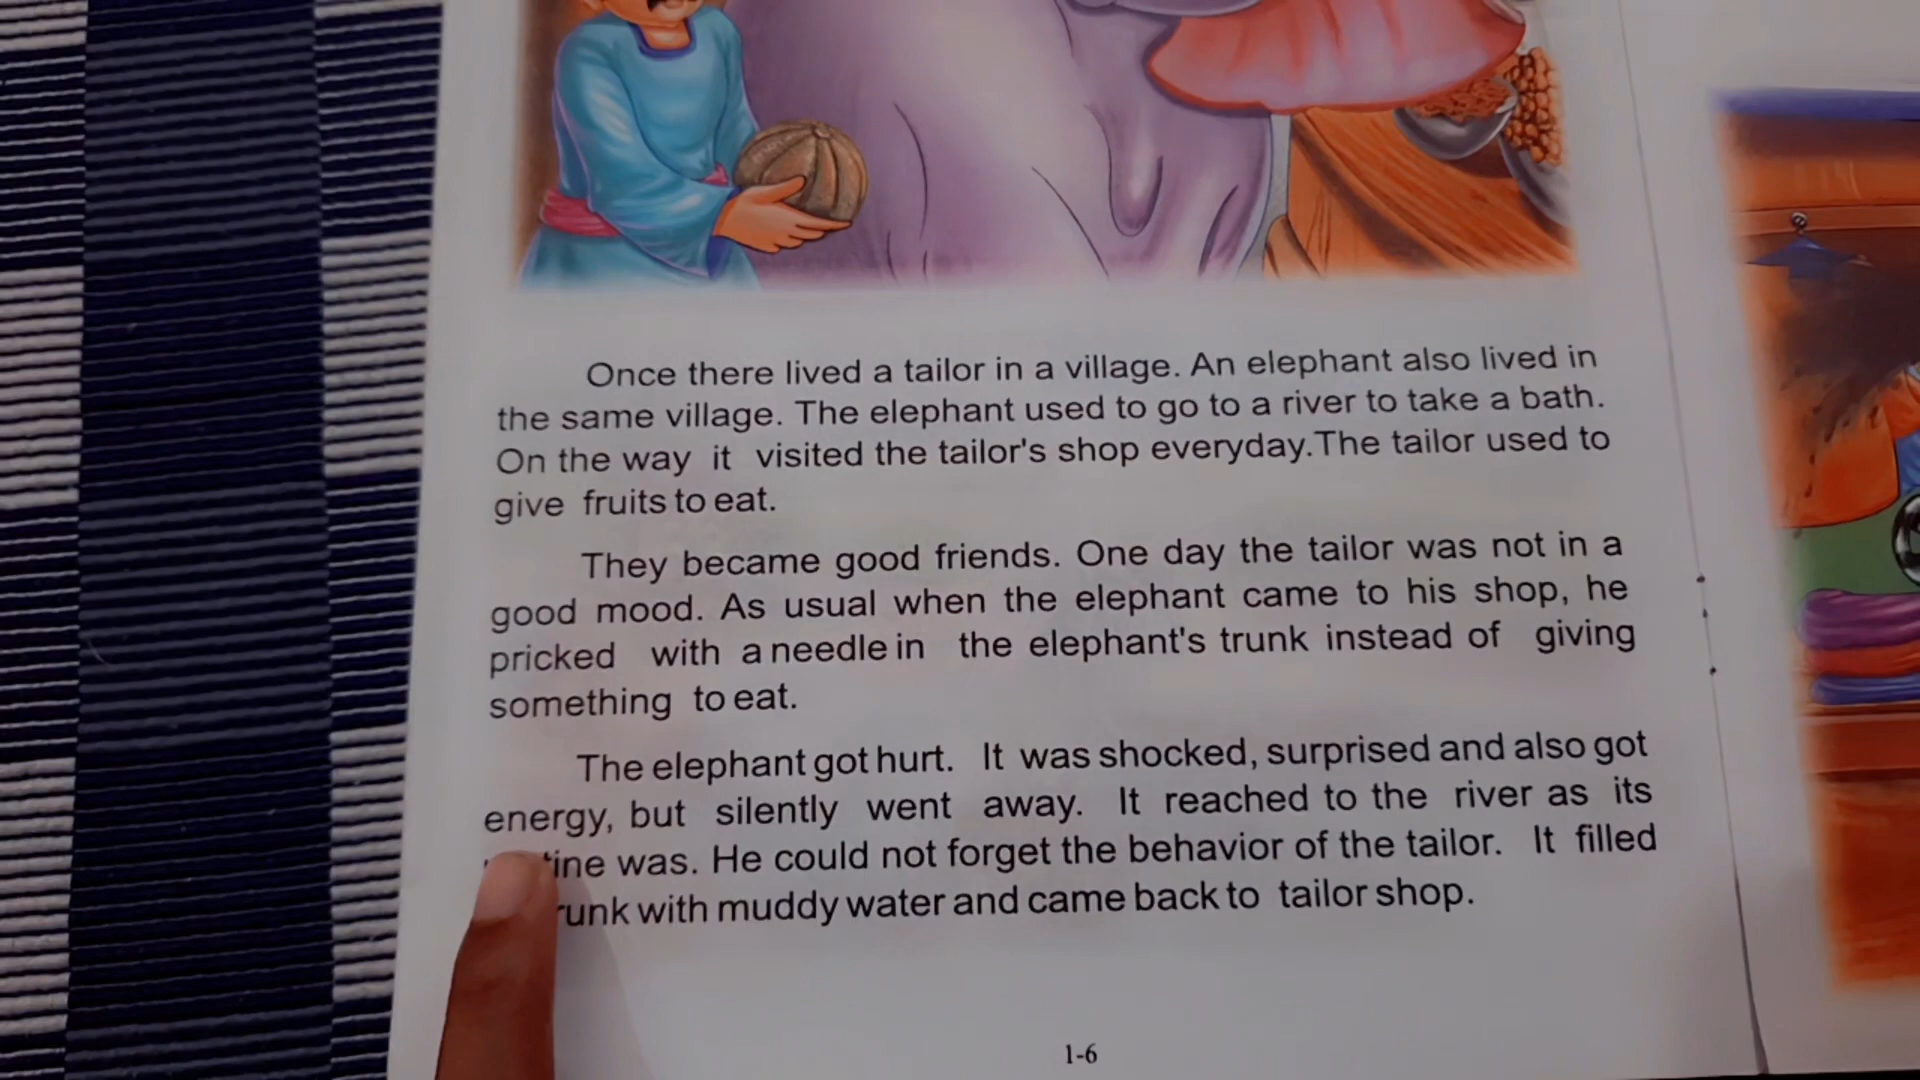 Once there lived a tailor in a village. An elephant also lived in
the same village. The elephant used to go to a river to take a bath.
On the way it visited the tailor's shop everyday.The tailor used to
give fruits to eat.
They became good friends. One day the tailor was not in a
good mood. As usual when the elephant came to his shop, he
pricked with a needle in the elephant's trunk instead of giving
something to eat.
The elephant got hurt. It was shocked, surprised and also got
energy, but silently went away. It reached to the river as its
was. He could not forget the behavior of the tailor. It filled
with muddy water and came back to tailor shop.
1-6